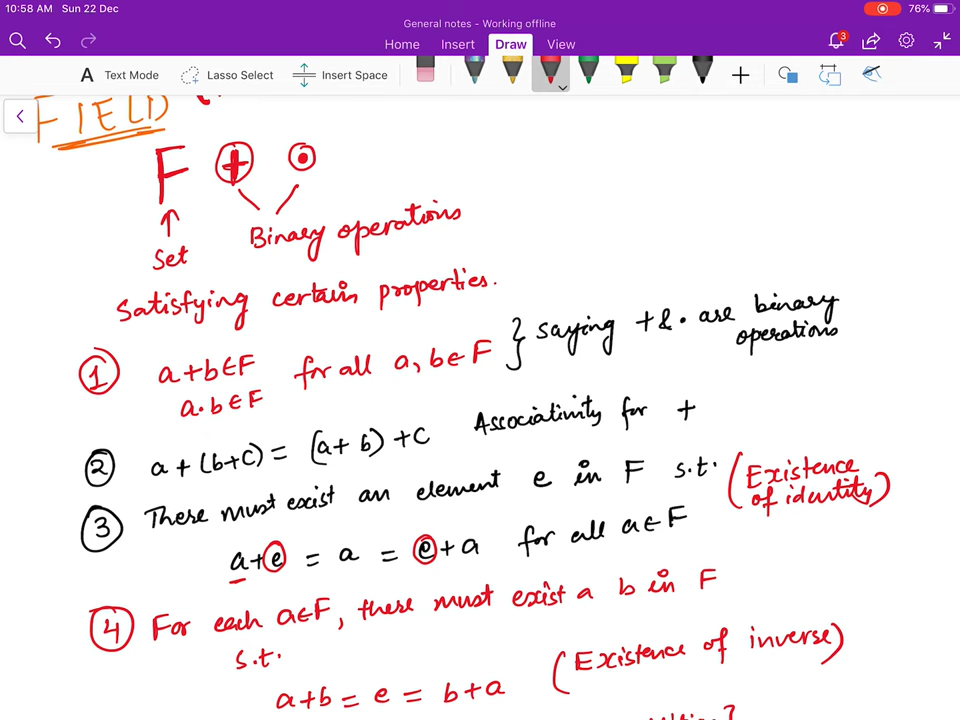 10:58 AM Sun 22 Dec
76%
General notes - Working offline
Home Insert Draw View
3
A Text Mode Lasso Select Insert Space
FIELD
F + •
Binary operations
Set
Satisfying certain properties.
1 a+b∈F for all a, b∈F } saying + & • are binary operations
a•b∈F
2 a+(b+c) = (a+b)+c Associativity for +
3 There must exist an element e in F s.t. (Existence of identity)
a+e = a = e+a for all a∈F
4 For each a∈F, there must exist a b in F
s.t.
a+b = e = b+a (Existence of inverse)